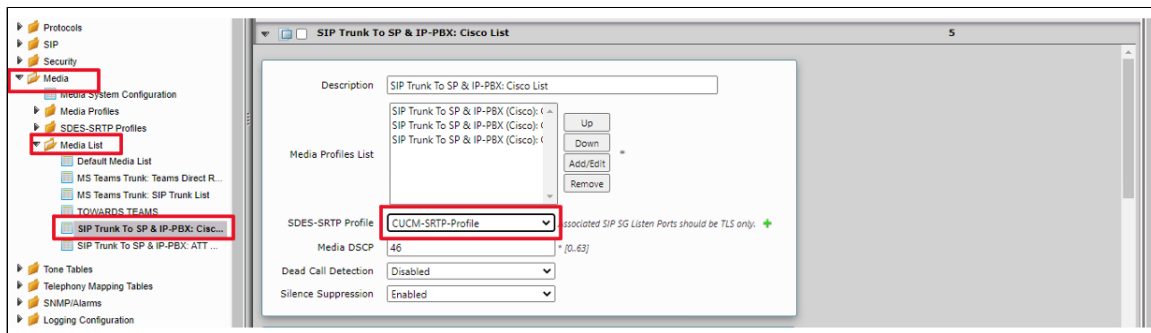 Protocols
SIP
Security
Media
Media System Configuration
Media Profiles
SDES-SRTP Profiles
Media List
Default Media List
MS Teams Trunk: Teams Direct R...
MS Teams Trunk: SIP Trunk List
TOWARDS TEAMS
SIP Trunk To SP & IP-PBX: Cisc...
SIP Trunk To SP & IP-PBX: ATT ...
Tone Tables
Telephony Mapping Tables
SNMP/Alarms
Logging Configuration
SIP Trunk To SP & IP-PBX: Cisco List 5
Description SIP Trunk To SP & IP-PBX: Cisco List
Media Profiles List
SIP Trunk To SP & IP-PBX (Cisco): (
SIP Trunk To SP & IP-PBX (Cisco): (
SIP Trunk To SP & IP-PBX (Cisco): (
Up
Down
Add/Edit
Remove
*
SDES-SRTP Profile CUCM-SRTP-Profile Associated SIP SG Listen Ports should be TLS only.
Media DSCP 46 * [0..63]
Dead Call Detection Disabled
Silence Suppression Enabled